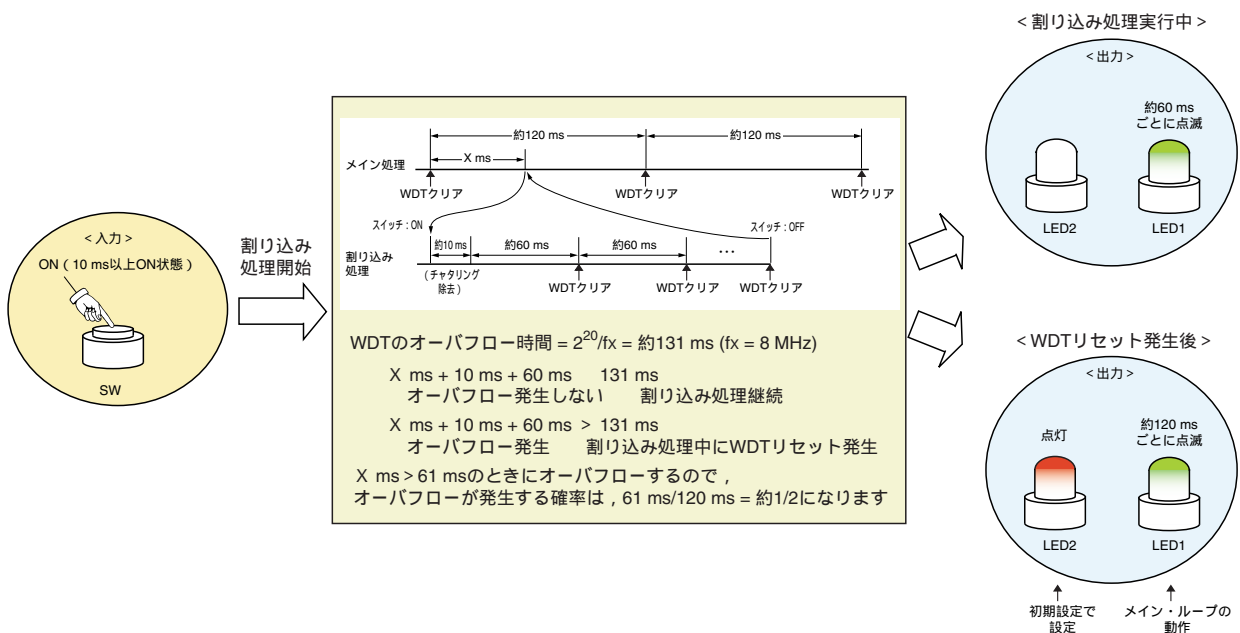 <入力>
ON（10 ms以上ON状態）
SW
割り込み
処理開始
約120 ms
約120 ms
X ms
メイン処理
WDTクリア
WDTクリア
WDTクリア
スイッチ：ON
スイッチ：OFF
約10 ms
約60 ms
約60 ms
…
割り込み
処理
（チャタリング
除去）
WDTクリア
WDTクリア
WDTクリア
WDTのオーバフロー時間 = 2^20/fx = 約131 ms (fx = 8 MHz)
X ms + 10 ms + 60 ms 131 ms
オーバフロー発生しない 割り込み処理継続
X ms + 10 ms + 60 ms > 131 ms
オーバフロー発生 割り込み処理中にWDTリセット発生
X ms > 61 msのときにオーバフローするので，
オーバフローが発生する確率は，61 ms/120 ms = 約1/2になります
<割り込み処理実行中>
<出力>
約60 ms
ごとに点滅
LED2
LED1
<WDTリセット発生後>
<出力>
点灯
約120 ms
ごとに点滅
LED2
LED1
初期設定で
設定
メイン・ループの
動作